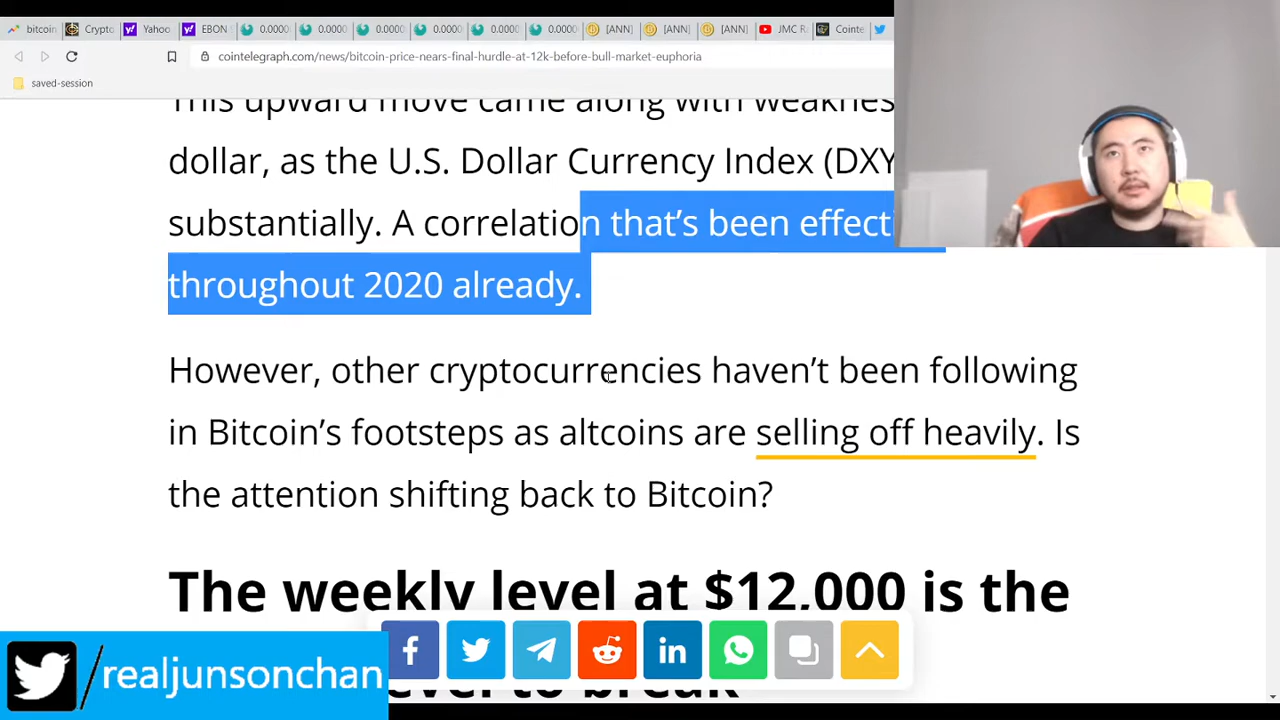 bitcoin Crypto Yahoo EBON 0.0000 0.0000 0.0000 0.0000 0.0000 0.0000 [ANN] [ANN] [ANN] JMC R Cointe
cointelegraph.com/news/bitcoin-price-nears-final-hurdle-at-12k-before-bull-market-euphoria
saved-session
This upward move came along with
dollar, as the U.S. Dollar Currency Index (DXY
substantially. A correlation that's been
throughout 2020 already.
However, other cryptocurrencies haven't been following
in Bitcoin's footsteps as altcoins are selling off heavily. Is
the attention shifting back to Bitcoin?
The weekly level at $12,000 is the
to break
/realjunsonchan